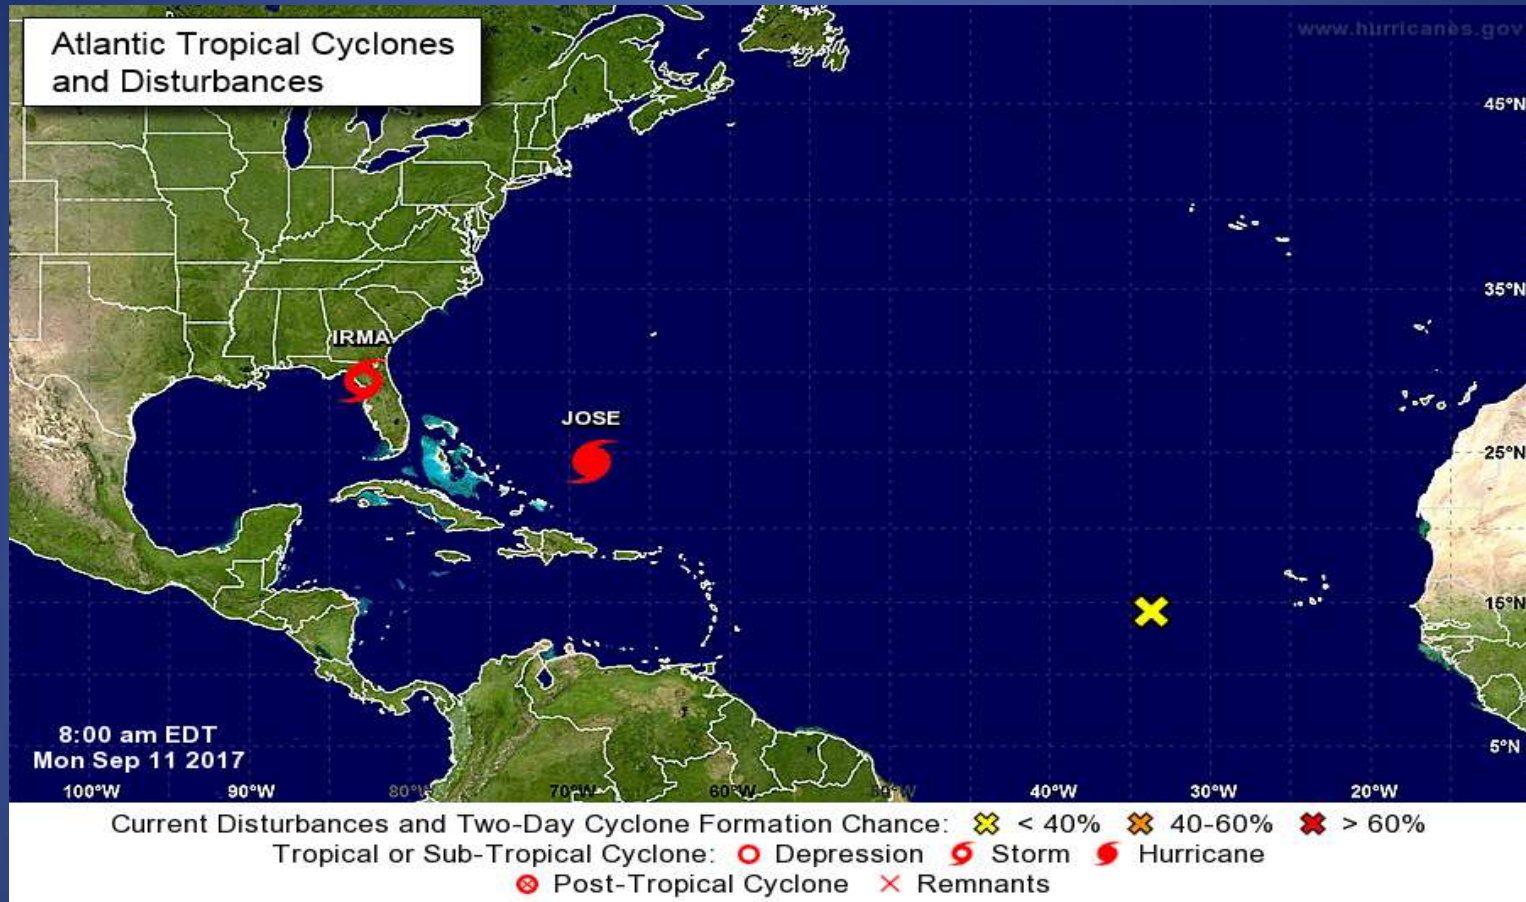 Atlantic Tropical Cyclones
and Disturbances
www.hurricanes.gov
45°N
35°N
IRMA
JOSE
25°N
15°N
8:00 am EDT
Mon Sep 11 2017
5°N
100°W 90°W 80°W 70°W 60°W 50°W 40°W 30°W 20°W
Current Disturbances and Two-Day Cyclone Formation Chance: < 40% 40-60% > 60%
Tropical or Sub-Tropical Cyclone: Depression Storm Hurricane
Post-Tropical Cyclone Remnants